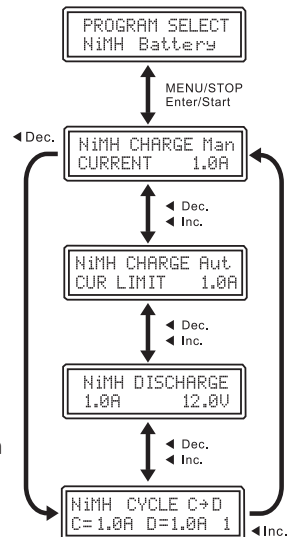 PROGRAM SELECT
NiMH Battery
MENU/STOP
Enter/Start
◄ Dec.
NiMH CHARGE Man
CURRENT 1.0A
◄ Dec.
◄ Inc.
NiMH CHARGE Aut
CUR LIMIT 1.0A
◄ Dec.
◄ Inc.
NiMH DISCHARGE
1.0A 12.0V
◄ Dec.
◄ Inc.
NiMH CYCLE C→D
C=1.0A D=1.0A 1
◄ Inc.